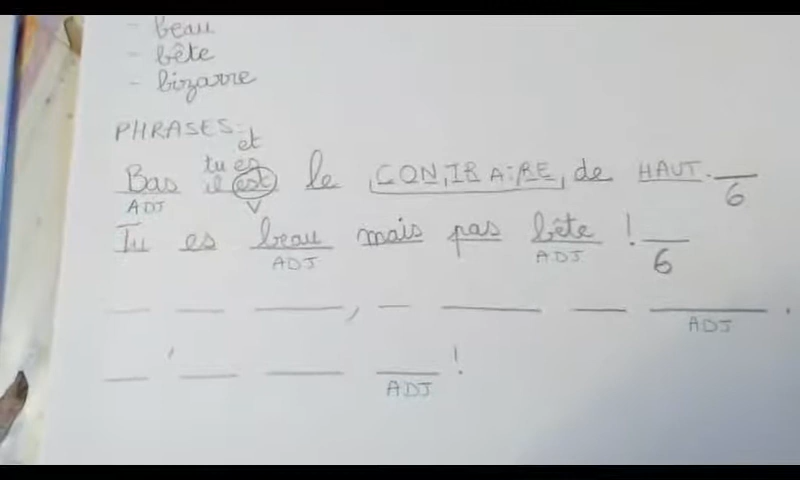 - beau
- bête
- bizarre
PHRASES:
et
tu es
Bas il est le CONTRAIRE de HAUT. 6
ADJ V
Tu es beau mais pas bête ! 6
ADJ ADJ
,
ADJ .
' !
ADJ